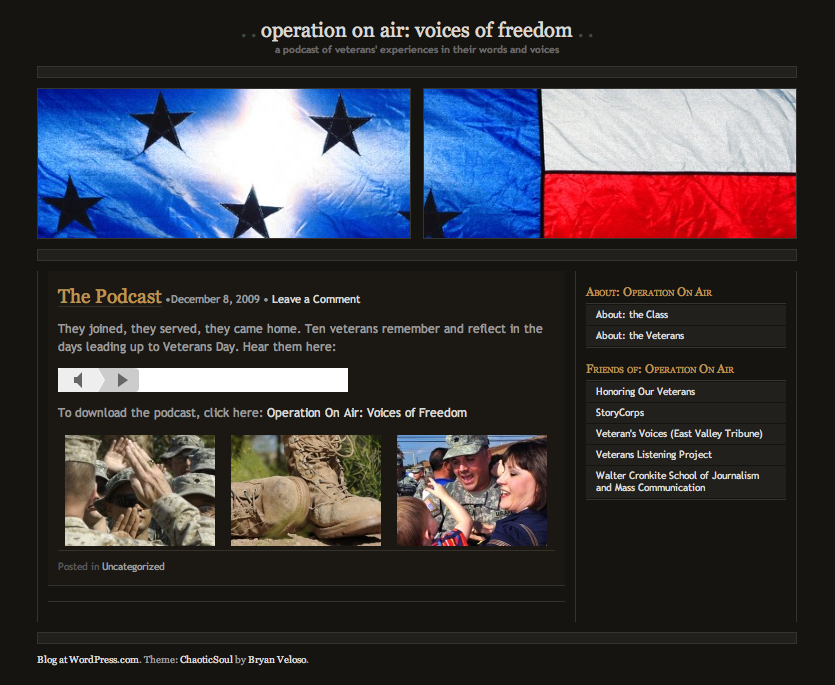 . . operation on air: voices of freedom . .
a podcast of veterans' experiences in their words and voices
The Podcast •December 8, 2009 • Leave a Comment
They joined, they served, they came home. Ten veterans remember and reflect in the
days leading up to Veterans Day. Hear them here:
To download the podcast, click here: Operation On Air: Voices of Freedom
Posted in Uncategorized
About: Operation On Air
About: the Class
About: the Veterans
Friends of: Operation On Air
Honoring Our Veterans
StoryCorps
Veteran's Voices (East Valley Tribune)
Veterans Listening Project
Walter Cronkite School of Journalism
and Mass Communication
Blog at WordPress.com. Theme: ChaoticSoul by Bryan Veloso.